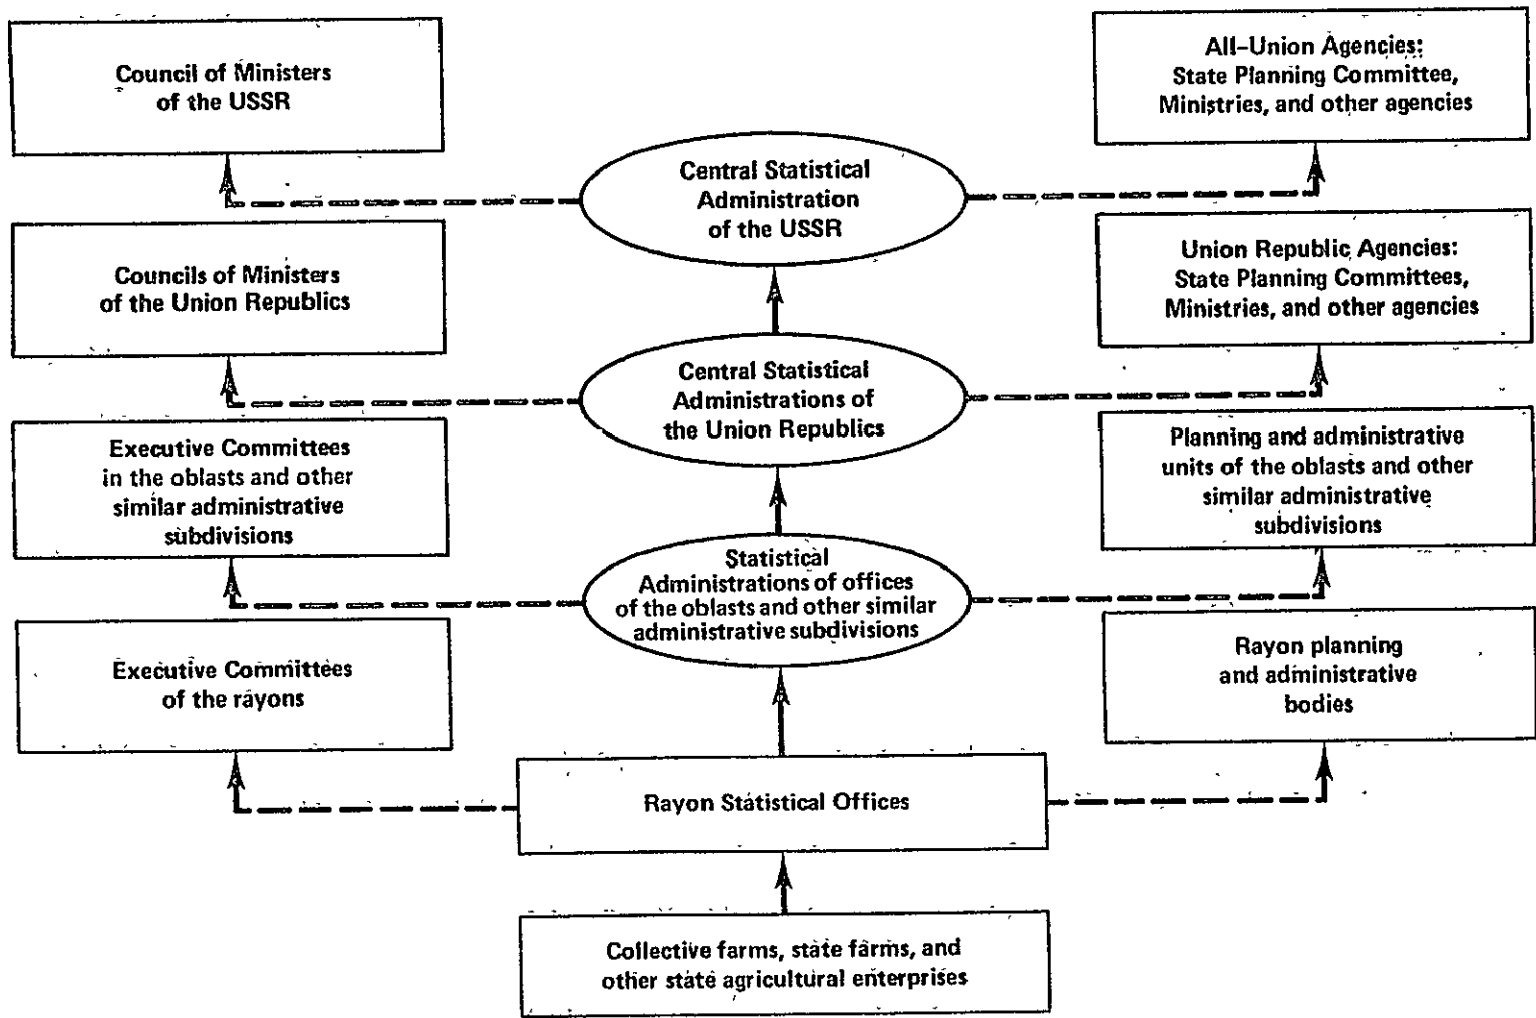 Council of Ministers
of the USSR
All-Union Agencies:
State Planning Committee,
Ministries, and other agencies
Central Statistical
Administration
of the USSR
Councils of Ministers
of the Union Republics
Union Republic Agencies:
State Planning Committees,
Ministries, and other agencies
Central Statistical
Administrations of
the Union Republics
Executive Committees
in the oblasts and other
similar administrative
subdivisions
Planning and administrative
units of the oblasts and other
similar administrative
subdivisions
Statistical
Administrations of offices
of the oblasts and other similar
administrative subdivisions
Executive Committees
of the rayons
Rayon planning
and administrative
bodies
Rayon Statistical Offices
Collective farms, state farms, and
other state agricultural enterprises